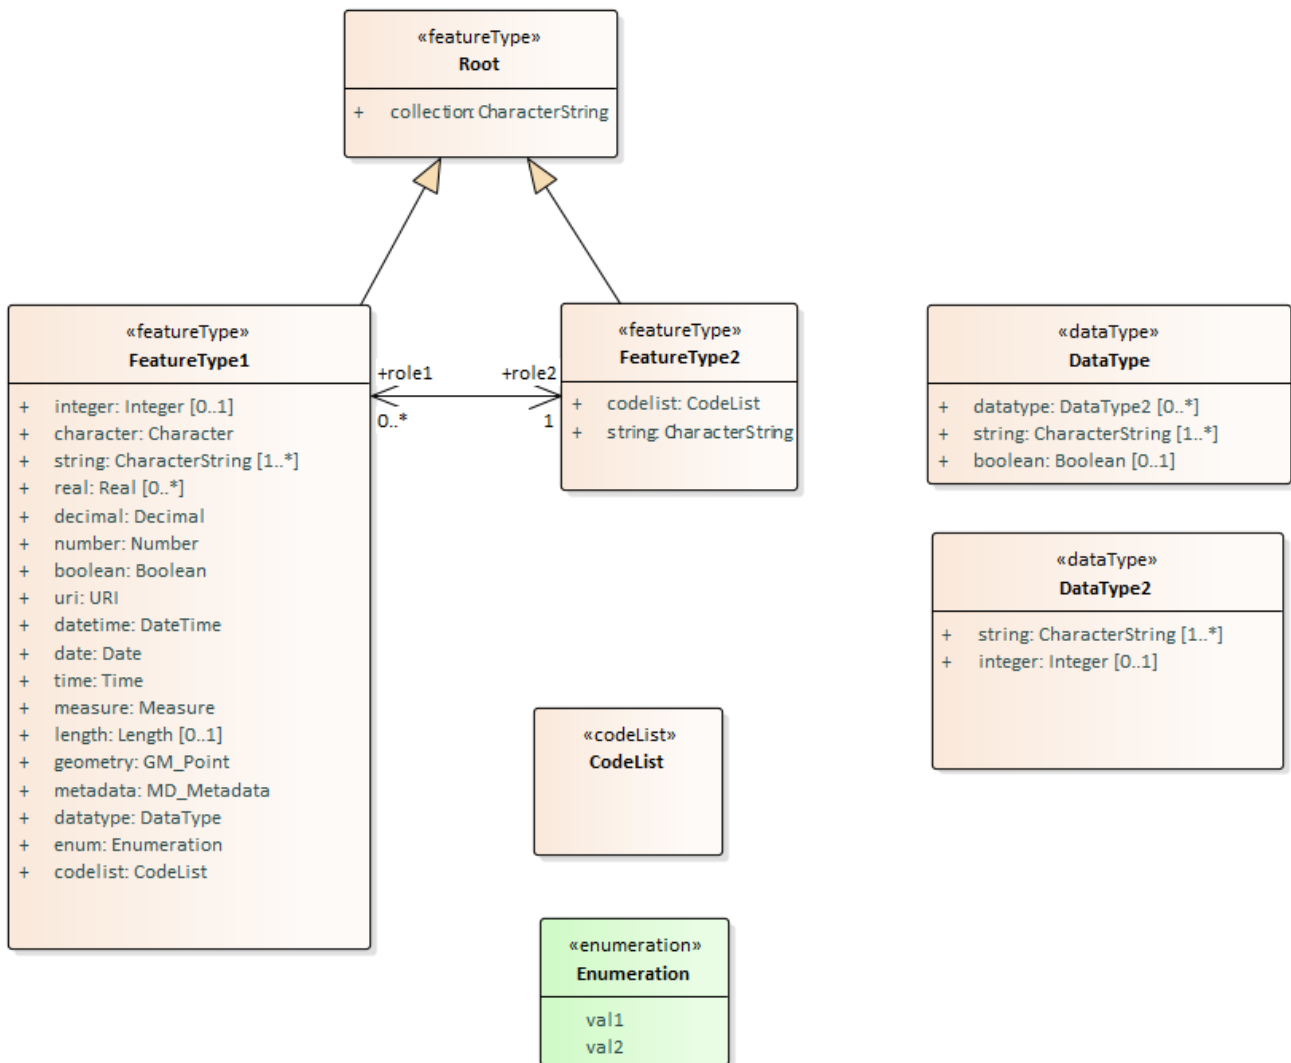 «featureType»
Root
+ collection: CharacterString
«featureType»
FeatureType1
+ integer: Integer [0..1]
+ character: Character
+ string: CharacterString [1..*]
+ real: Real [0..*]
+ decimal: Decimal
+ number: Number
+ boolean: Boolean
+ uri: URI
+ datetime: DateTime
+ date: Date
+ time: Time
+ measure: Measure
+ length: Length [0..1]
+ geometry: GM_Point
+ metadata: MD_Metadata
+ datatype: DataType
+ enum: Enumeration
+ codelist: CodeList
+role1 +role2
0..* 1
«featureType»
FeatureType2
+ codelist: CodeList
+ string: CharacterString
«dataType»
DataType
+ datatype: DataType2 [0..*]
+ string: CharacterString [1..*]
+ boolean: Boolean [0..1]
«dataType»
DataType2
+ string: CharacterString [1..*]
+ integer: Integer [0..1]
«codeList»
CodeList
«enumeration»
Enumeration
val1
val2